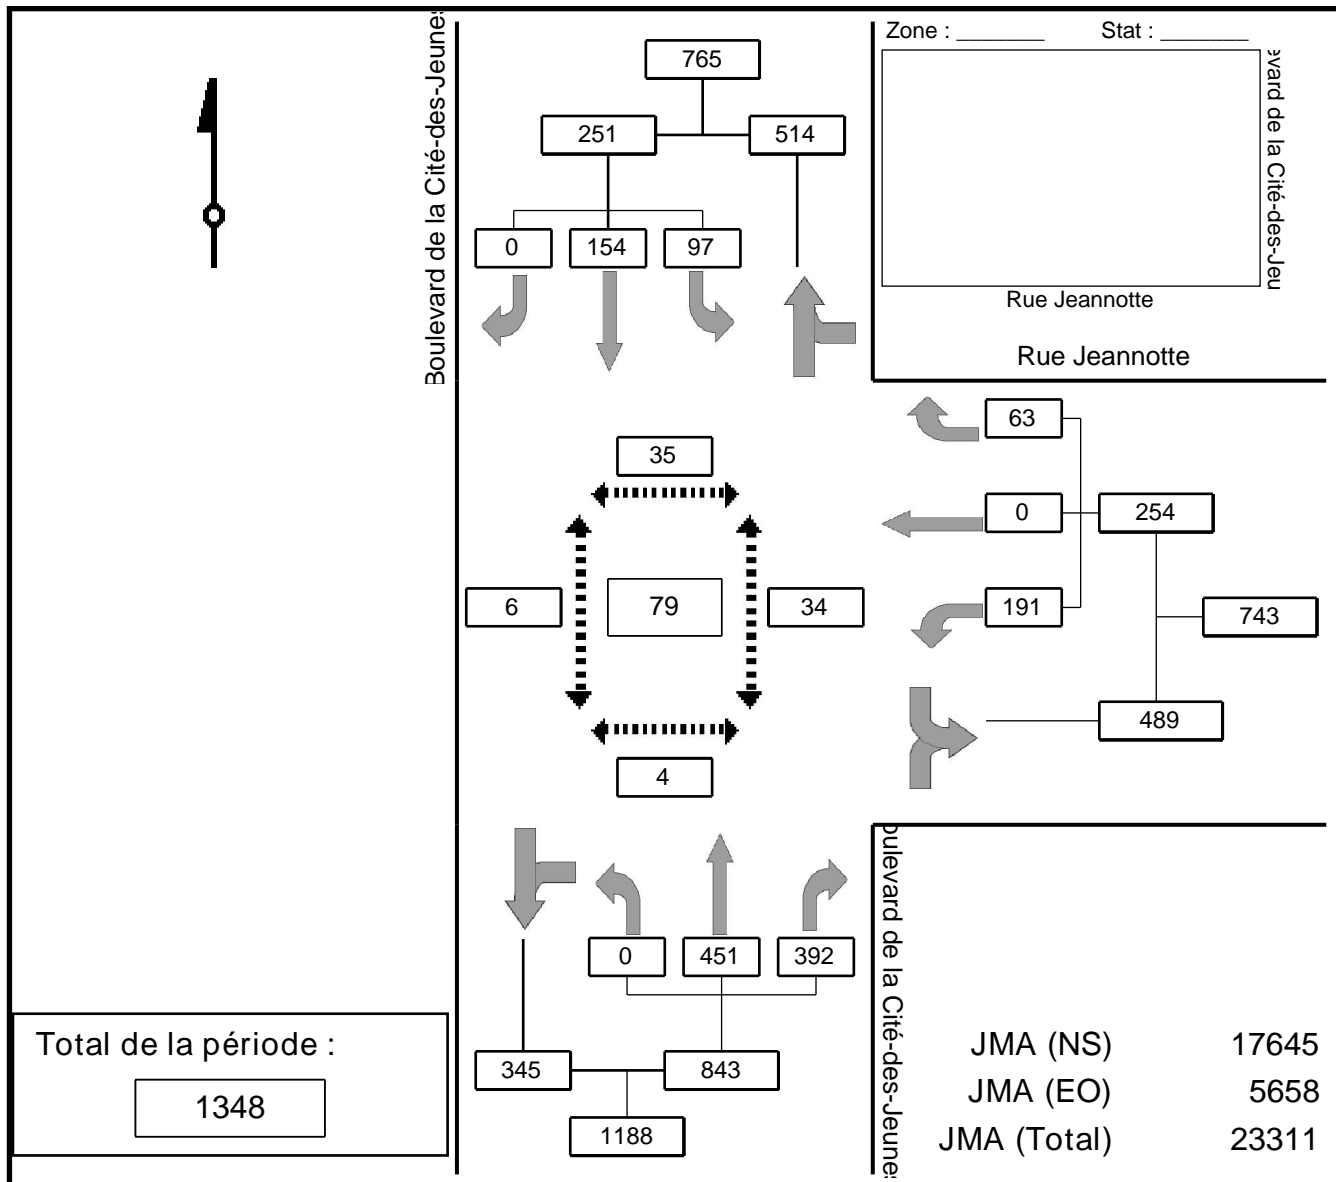 Boulevard de la Cité-des-Jeune
765
251
514
0
154
97
Zone : _______ Stat : _______
vard de la Cité-des-Jeu
Rue Jeannotte
Rue Jeannotte
63
0
254
191
743
489
35
6
79
34
4
0
451
392
345
843
1188
Total de la période :
1348
oulevard de la Cité-des-Jeunes
JMA (NS) 17645
JMA (EO) 5658
JMA (Total) 23311